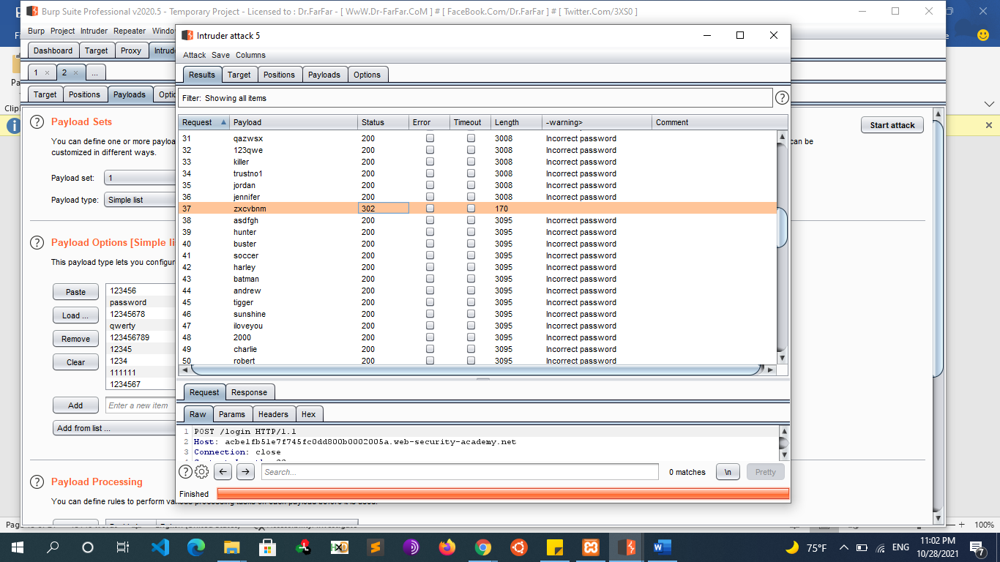 Burp Suite Professional v2020.5 - Temporary Project - Licensed to : Dr.FarFar - [ WwW.Dr-FarFar.CoM ] # [ FaceBook.Com/Dr.FarFar ] # [ Twitter.Com/3XS0 ]
Burp Project Intruder Repeater
Dashboard Target Proxy
1 × 2 × ...
Target Positions Payloads
Payload Sets
You can define one or more
can be
customized in different ways.
Start attack
Payload set: 1
Payload type: Simple list
Payload Options [Simple
This payload type lets you
Paste
Load ...
Remove
Clear
123456
password
12345678
qwerty
123456789
12345
1234
111111
1234567
Add Enter a new item
Add from list ...
Payload Processing
You can define rules to perform various processing tasks on each payload before it is used.
Intruder attack 5
Attack Save Columns
Results Target Positions Payloads Options
Filter: Showing all items
Request Payload Status Error Timeout Length -warning> Comment
31 qazwsx 200 3008 Incorrect password
32 123qwe 200 3008 Incorrect password
33 killer 200 3008 Incorrect password
34 trustno1 200 3008 Incorrect password
35 jordan 200 3008 Incorrect password
36 jennifer 200 3008 Incorrect password
37 zxcvbnm 302 170
38 asdfgh 200 3095 Incorrect password
39 hunter 200 3095 Incorrect password
40 buster 200 3095 Incorrect password
41 soccer 200 3095 Incorrect password
42 harley 200 3095 Incorrect password
43 batman 200 3095 Incorrect password
44 andrew 200 3095 Incorrect password
45 tigger 200 3095 Incorrect password
46 sunshine 200 3095 Incorrect password
47 iloveyou 200 3095 Incorrect password
48 2000 200 3095 Incorrect password
49 charlie 200 3095 Incorrect password
50 robert 200 3095 Incorrect password
Request Response
Raw Params Headers Hex
1 POST /login HTTP/1.1
2 Host: acbe1fb51e7f745fc0dd800b0002005a.web-security-academy.net
3 Connection: close
Search... 0 matches \n Pretty
Finished
100%
75°F ENG
11:02 PM
10/28/2021
7